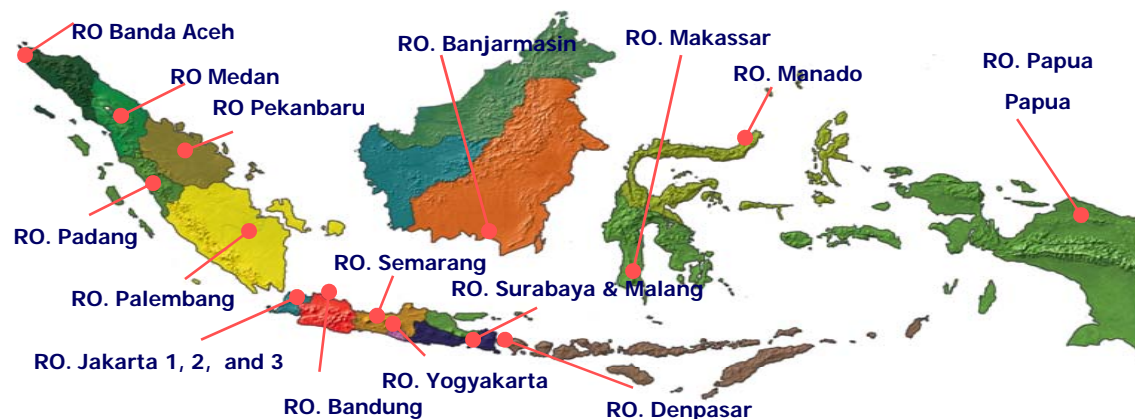 RO Banda Aceh
RO Medan
RO Pekanbaru
RO. Padang
RO. Palembang
RO. Jakarta 1, 2, and 3
RO. Bandung
RO. Semarang
RO. Yogyakarta
RO. Surabaya & Malang
RO. Denpasar
RO. Banjarmasin
RO. Makassar
RO. Manado
RO. Papua
Papua